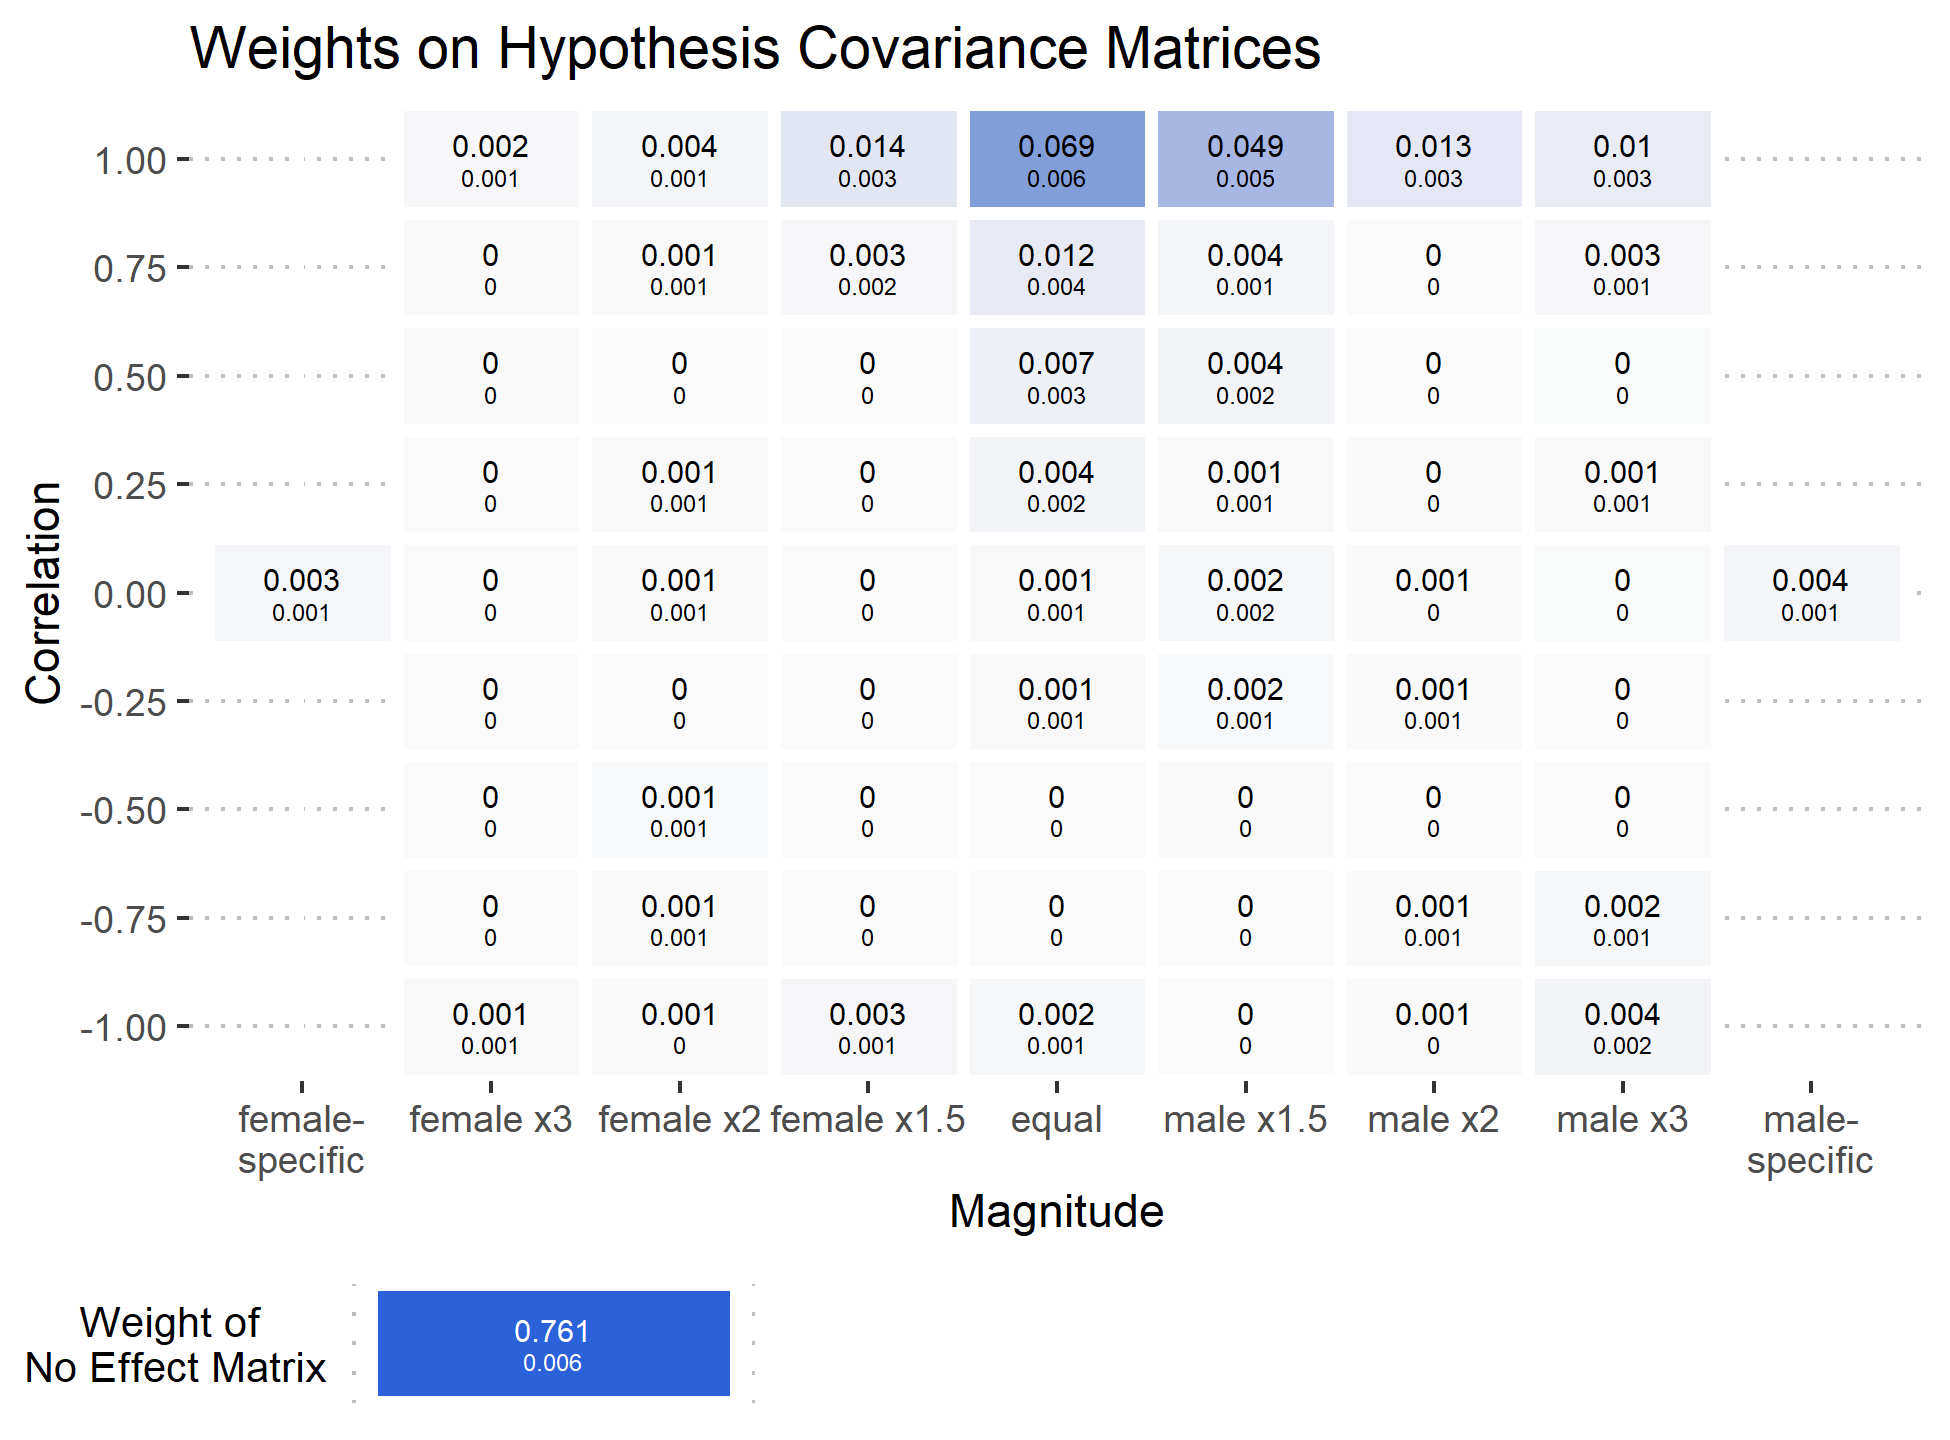 Weights on Hypothesis Covariance Matrices
1.00
0.002 0.004 0.014 0.069 0.049 0.013 0.01
0.001 0.001 0.003 0.006 0.005 0.003 0.003
0.75
0 0.001 0.003 0.012 0.004 0 0.003
0 0.001 0.002 0.004 0.001 0 0.001
0.50
0 0 0 0.007 0.004 0 0
0 0 0 0.003 0.002 0 0
0.25
0 0.001 0 0.004 0.001 0 0.001
0 0.001 0 0.002 0.001 0 0.001
0.00
0.003 0 0.001 0 0.001 0.002 0.001 0 0.004
0.001 0 0.001 0 0.001 0.002 0 0 0.001
-0.25
0 0 0 0.001 0.002 0.001 0
0 0 0 0.001 0.001 0.001 0
-0.50
0 0.001 0 0 0 0 0
0 0.001 0 0 0 0 0
-0.75
0 0.001 0 0 0 0.001 0.002
0 0.001 0 0 0 0.001 0.001
-1.00
0.001 0.001 0.003 0.002 0 0.001 0.004
0.001 0 0.001 0.001 0 0 0.002
Correlation
female- female x3 female x2 female x1.5 equal male x1.5 male x2 male x3 male-
specific specific
Magnitude
Weight of
No Effect Matrix
0.761
0.006